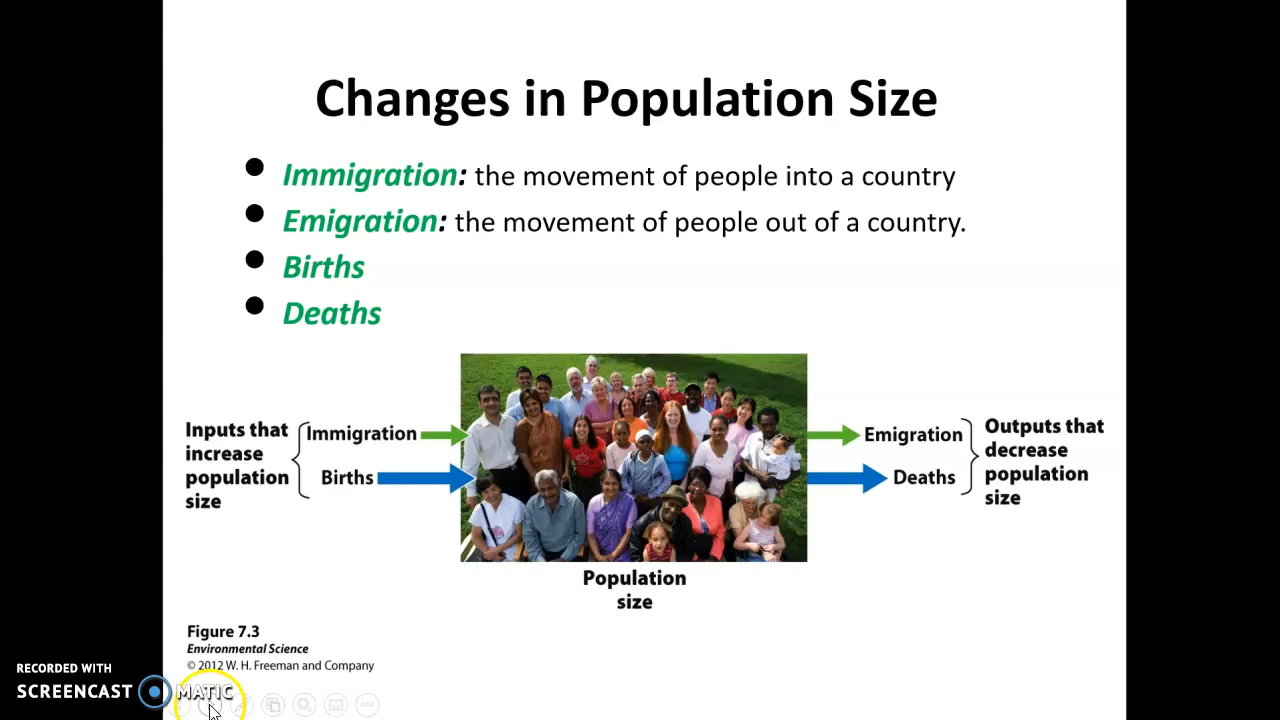 Changes in Population Size
• Immigration: the movement of people into a country
• Emigration: the movement of people out of a country.
• Births
• Deaths
Inputs that
increase
population
size
Immigration
Births
Emigration
Deaths
Outputs that
decrease
population
size
Population
size
Figure 7.3
Environmental Science
© 2012 W. H. Freeman and Company
RECORDED WITH
SCREENCAST MATIC